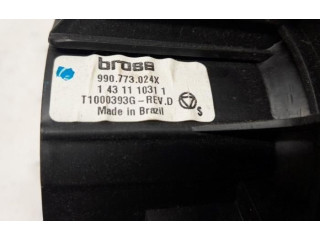 brose
990.773.024X
1 43 11 1031 1
T1000393G-REV.D
Made in Brazil
S